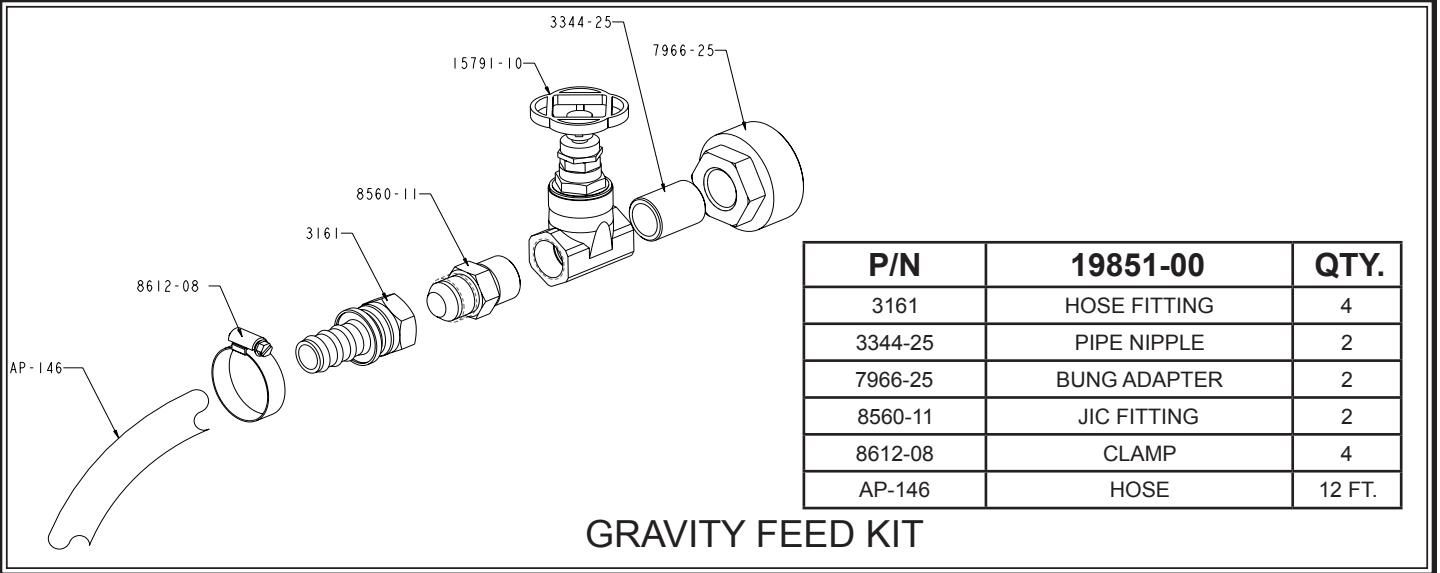 3344-25
7966-25
15791-10
8560-11
3161
8612-08
AP-146
P/N 19851-00 QTY.
3161 HOSE FITTING 4
3344-25 PIPE NIPPLE 2
7966-25 BUNG ADAPTER 2
8560-11 JIC FITTING 2
8612-08 CLAMP 4
AP-146 HOSE 12 FT.
GRAVITY FEED KIT